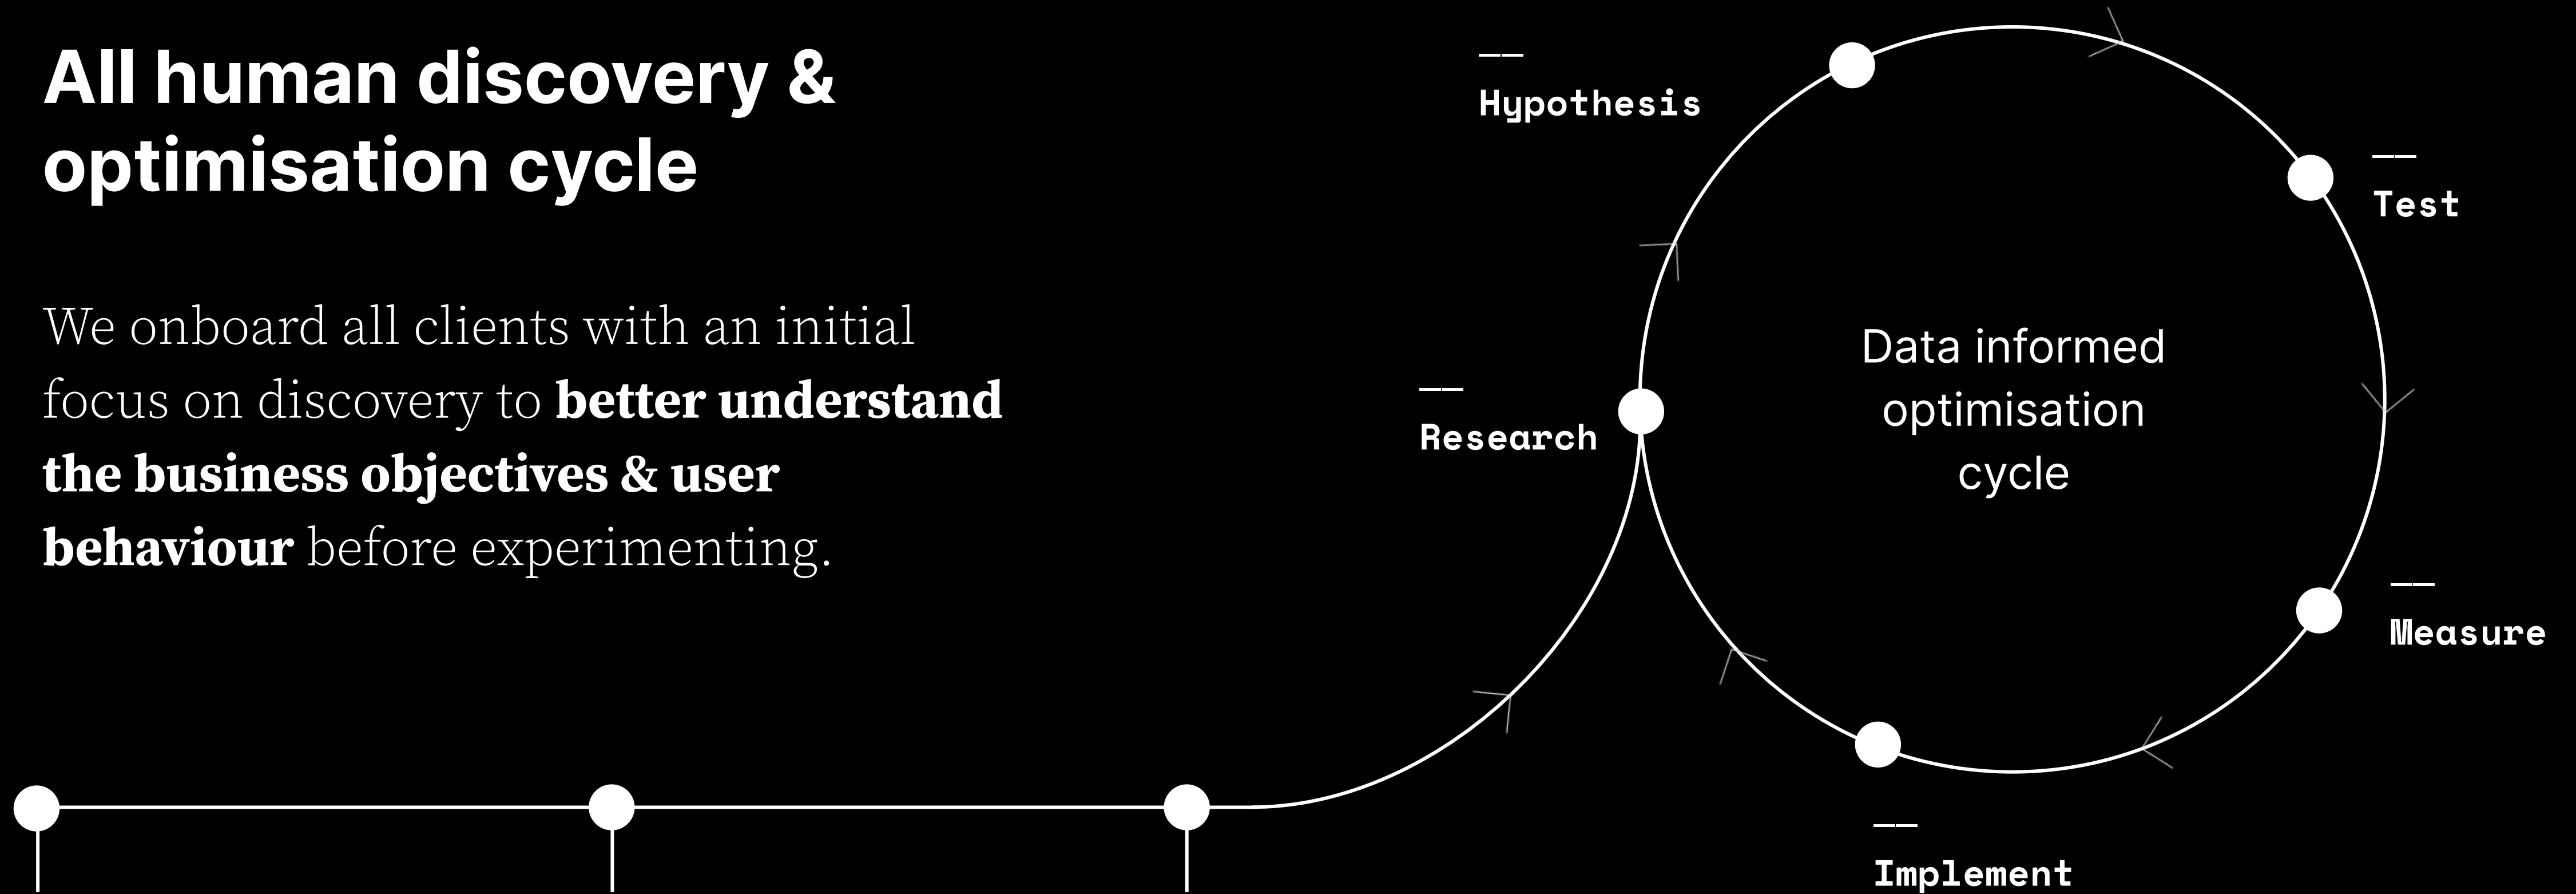 All human discovery &
optimisation cycle
We onboard all clients with an initial
focus on discovery to better understand
the business objectives & user
behaviour before experimenting.
Hypothesis
Test
Research
Data informed
optimisation
cycle
Measure
Implement